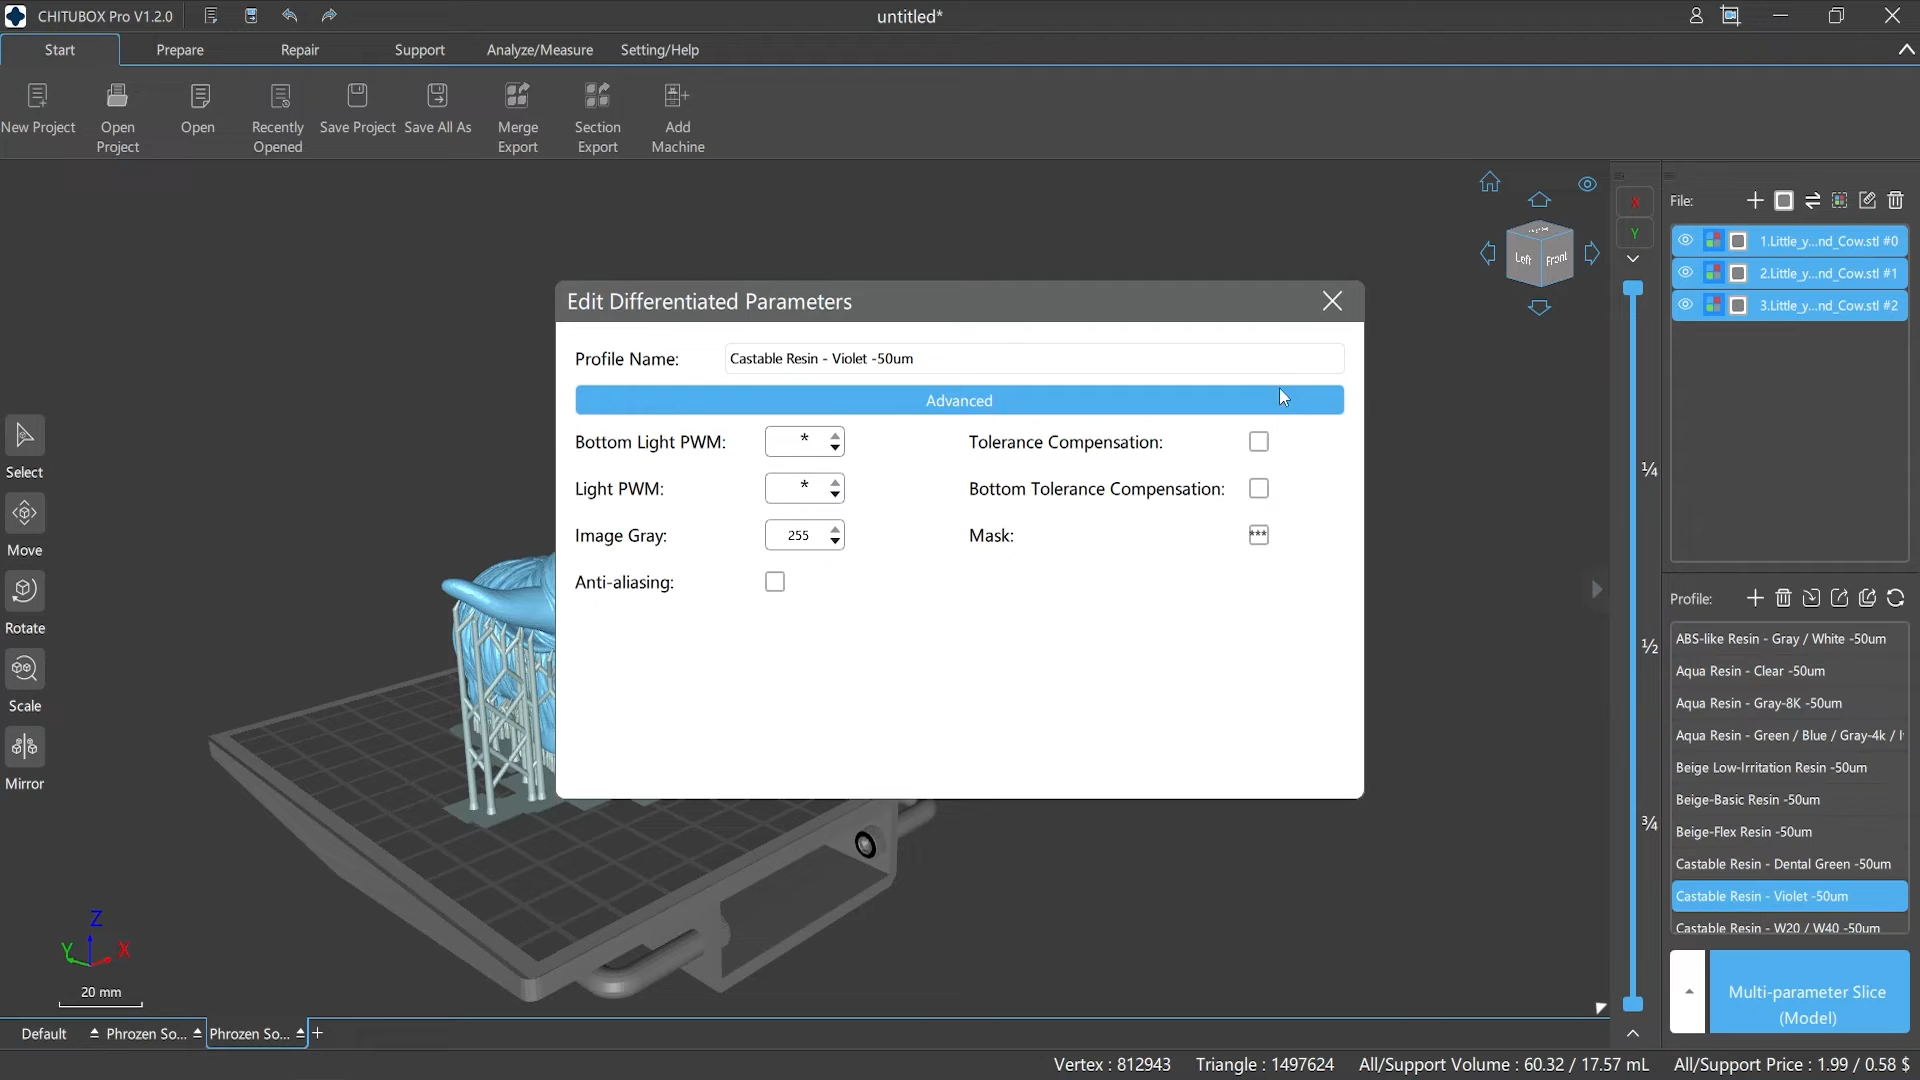 CHITUBOX Pro V1.2.0
untitled*
Start
Prepare
Repair
Support
Analyze/Measure
Setting/Help
New Project
Open
Project
Open
Recently
Opened
Save Project
Save All As
Merge
Export
Section
Export
Add
Machine
File:
X
Y
Left
Front
1.Little_y...nd_Cow.stl #0
2.Little_y...nd_Cow.stl #1
3.Little_y...nd_Cow.stl #2
Edit Differentiated Parameters
Profile Name:
Castable Resin - Violet -50um
Advanced
Bottom Light PWM:
*
Tolerance Compensation:
Light PWM:
*
Bottom Tolerance Compensation:
Image Gray:
255
Mask:
***
Anti-aliasing:
Select
Move
Rotate
Scale
Mirror
1/4
1/2
3/4
Profile:
ABS-like Resin - Gray / White -50um
Aqua Resin - Clear -50um
Aqua Resin - Gray-8K -50um
Aqua Resin - Green / Blue / Gray-4k / I
Beige Low-Irritation Resin -50um
Beige-Basic Resin -50um
Beige-Flex Resin -50um
Castable Resin - Dental Green -50um
Castable Resin - Violet -50um
Castable Resin - W20 / W40 -50um
Z
Y
X
20 mm
Multi-parameter Slice
(Model)
Default
Phrozen So...
Phrozen So...
Vertex : 812943
Triangle : 1497624
All/Support Volume : 60.32 / 17.57 mL
All/Support Price : 1.99 / 0.58 $